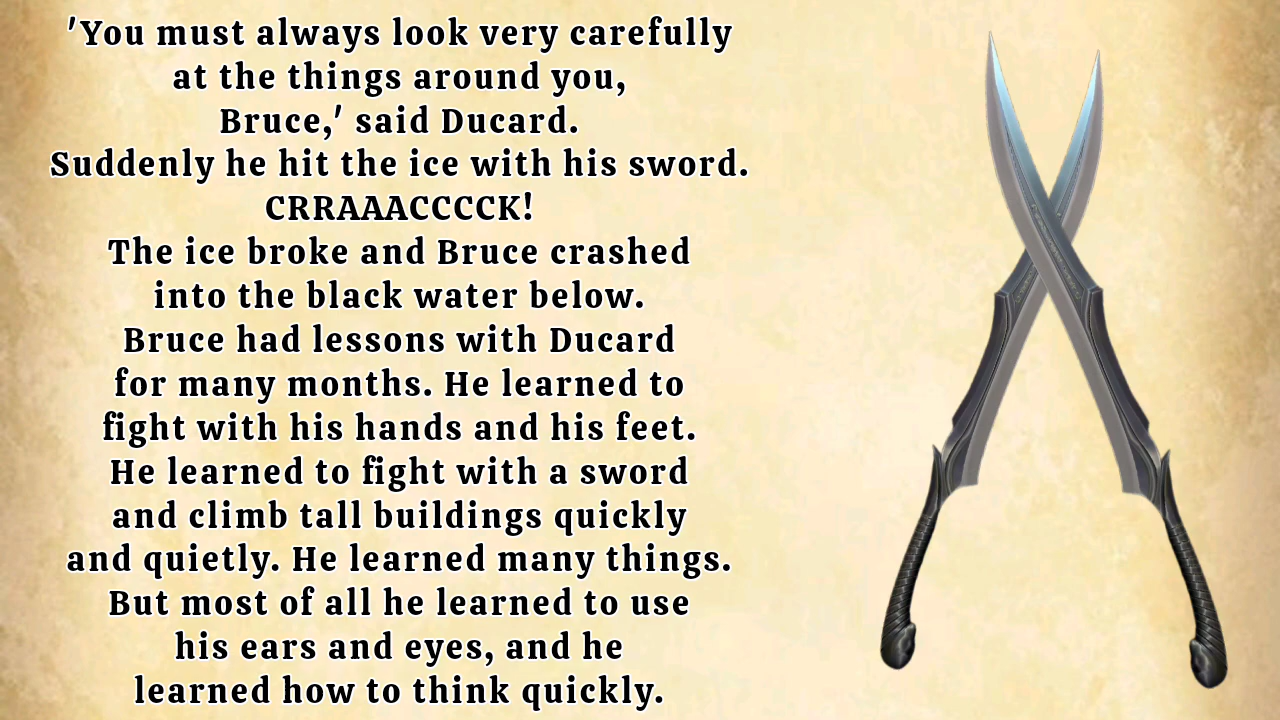 'You must always look very carefully
at the things around you,
Bruce,' said Ducard.
Suddenly he hit the ice with his sword.
CRRAAACCCCK!
The ice broke and Bruce crashed
into the black water below.
Bruce had lessons with Ducard
for many months. He learned to
fight with his hands and his feet.
He learned to fight with a sword
and climb tall buildings quickly
and quietly. He learned many things.
But most of all he learned to use
his ears and eyes, and he
learned how to think quickly.